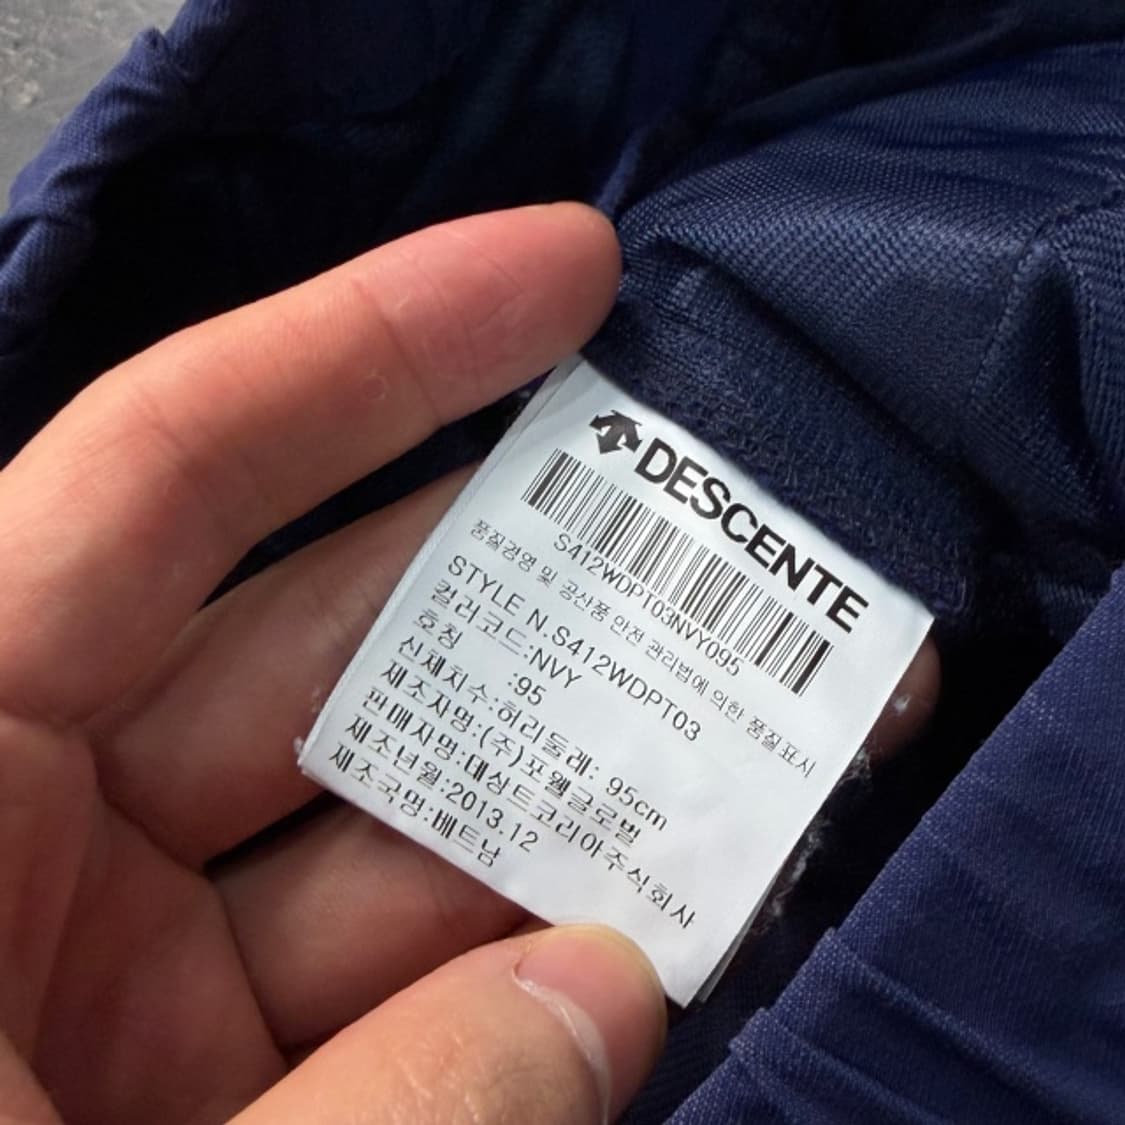 DESCENTE
S412WDPT03NVY095
품질경영 및 공산품 안전 관리법에 의한 품질표시
STYLE N.S412WDPT03
컬러코드:NVY
호칭 :95
신체치수:허리둘레: 95cm
제조자명:(주)포웰글로벌
판매자명:대상트코리아주식회사
제조년월:2013.12
제조국명:베트남